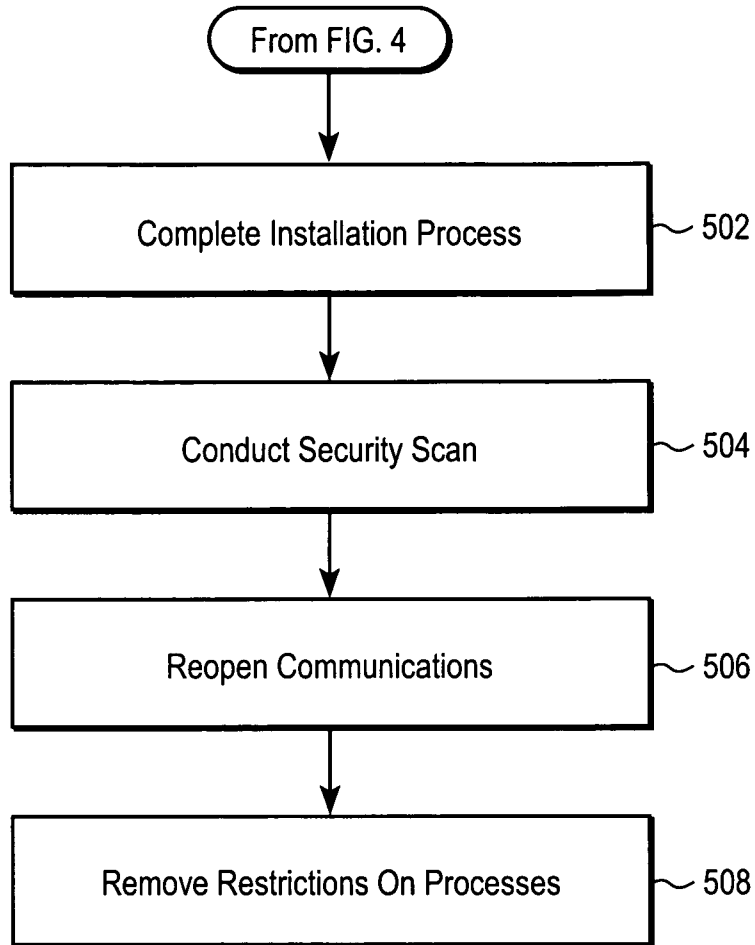 From FIG. 4
Complete Installation Process
502
Conduct Security Scan
504
Reopen Communications
506
Remove Restrictions On Processes
508